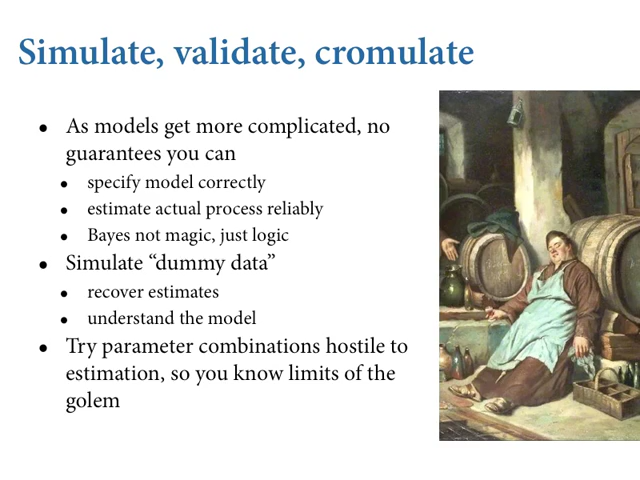 Simulate, validate, cromulate
• As models get more complicated, no
guarantees you can
• specify model correctly
• estimate actual process reliably
• Bayes not magic, just logic
• Simulate “dummy data”
• recover estimates
• understand the model
• Try parameter combinations hostile to
estimation, so you know limits of the
golem